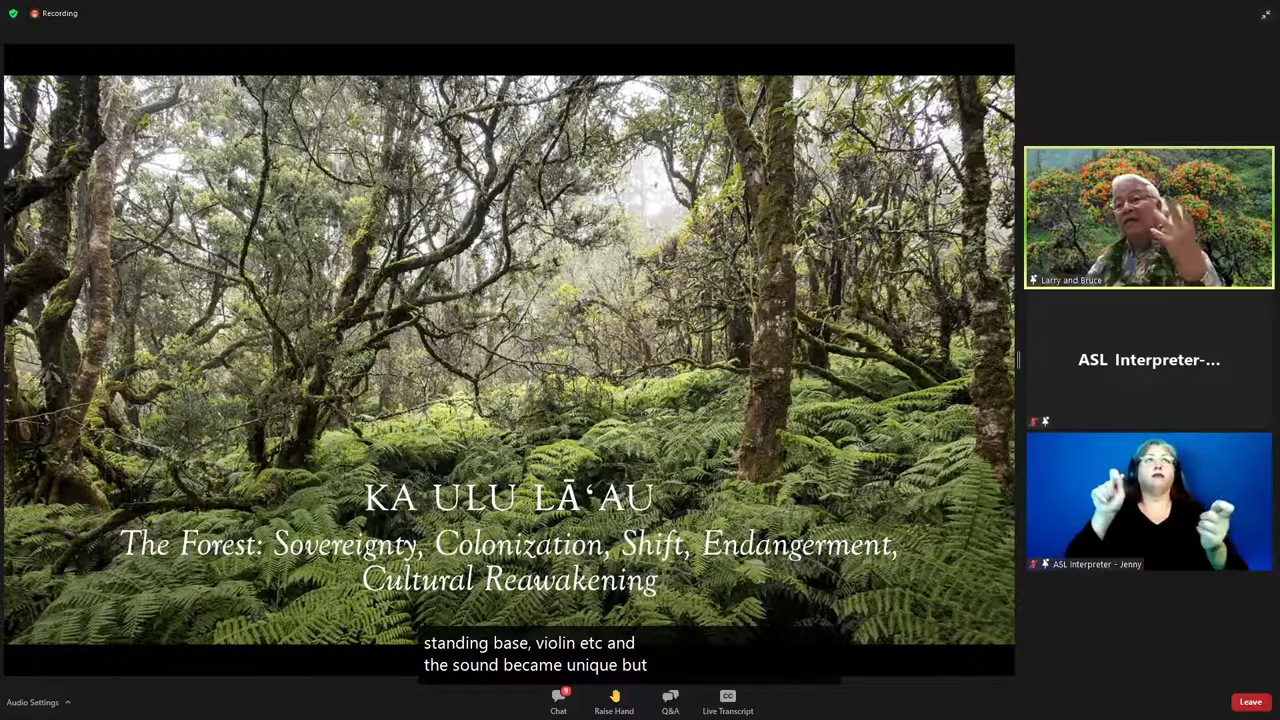 Recording
KA ULU LĀʻAU
The Forest: Sovereignty, Colonization, Shift, Endangerment,
Cultural Reawakening
standing base, violin etc and
the sound became unique but
Larry and Bruce
ASL Interpreter-...
ASL Interpreter - Jenny
Audio Settings
9
Chat
Raise Hand
Q&A
CC
Live Transcript
Leave